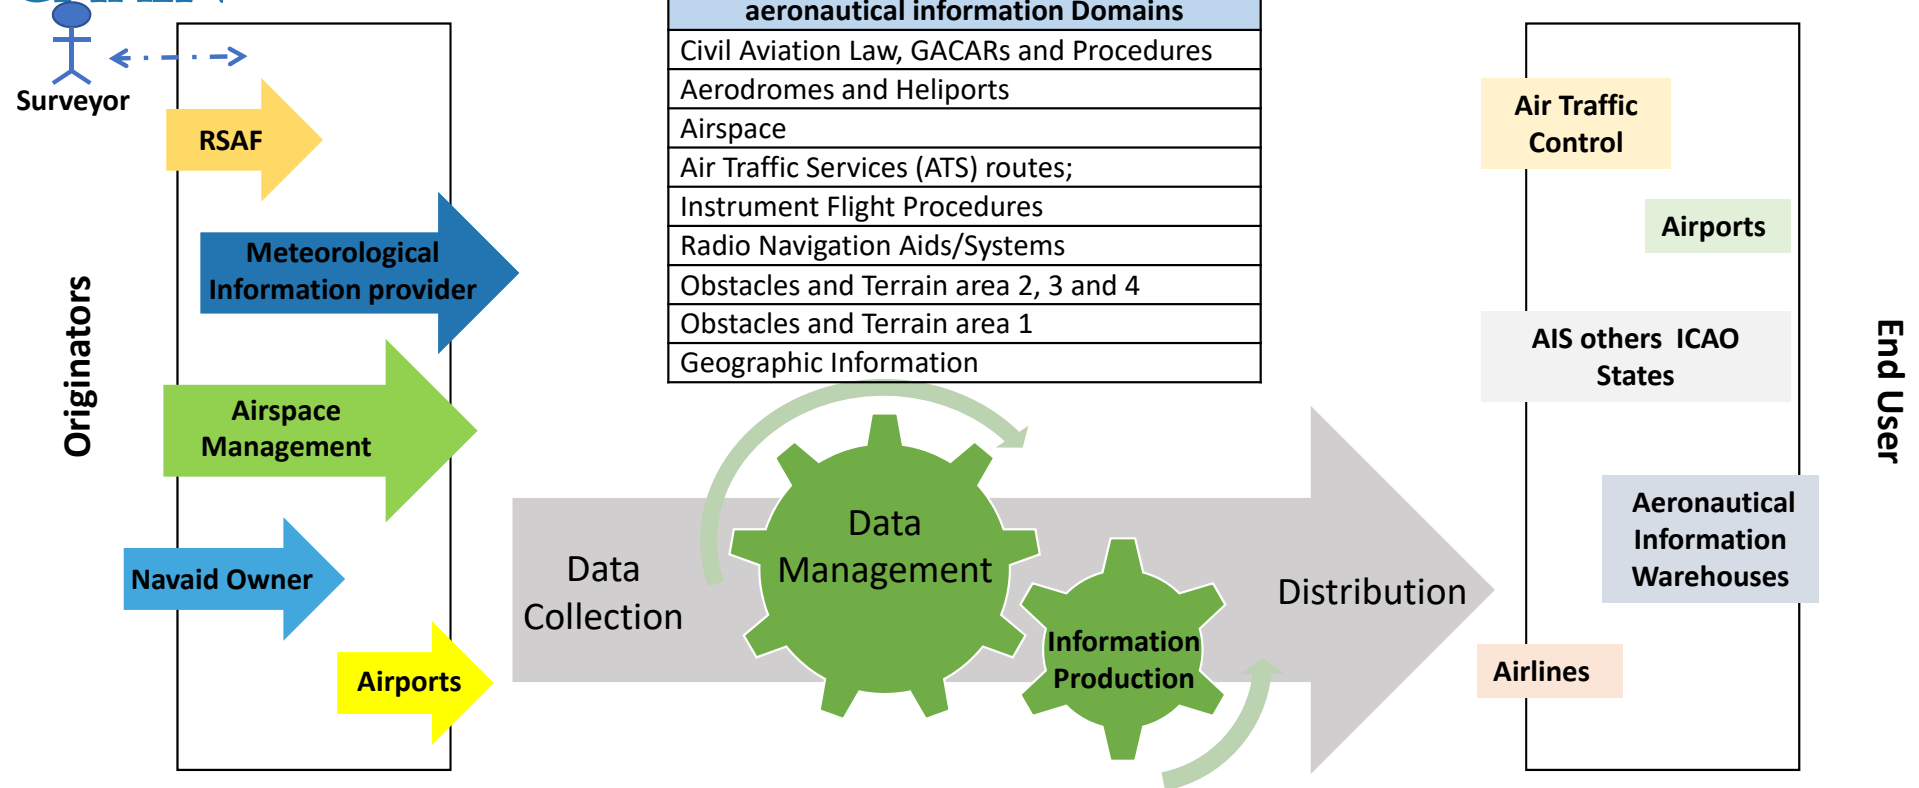 Surveyor
Originators
RSAF
Meteorological
Information provider
Airspace
Management
Navaid Owner
Airports
aeronautical information Domains
Civil Aviation Law, GACARs and Procedures
Aerodromes and Heliports
Airspace
Air Traffic Services (ATS) routes;
Instrument Flight Procedures
Radio Navigation Aids/Systems
Obstacles and Terrain area 2, 3 and 4
Obstacles and Terrain area 1
Geographic Information
Data
Collection
Data
Management
Information
Production
Distribution
Air Traffic
Control
Airports
AIS others  ICAO
States
Aeronautical
Information
Warehouses
Airlines
End User